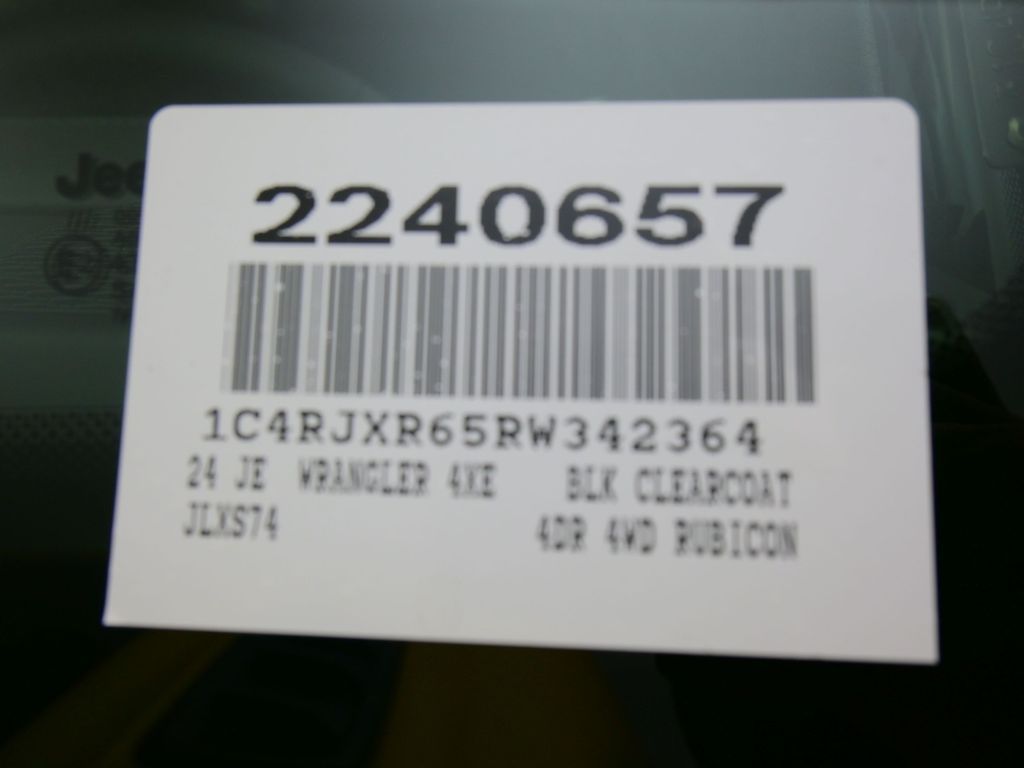 2240657
1C4RJXR65RW342364
24 JE WRANGLER 4XE BLK CLEARCOAT
JLXS74 4DR 4WD RUBICON